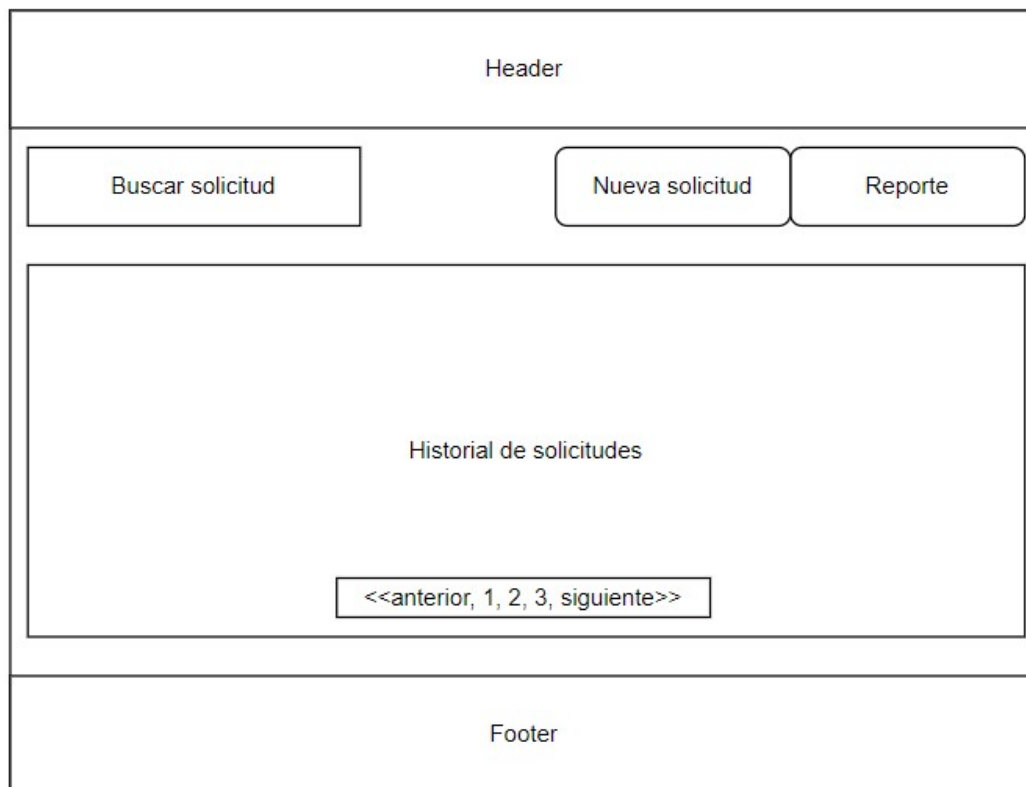 Header
Buscar solicitud
Nueva solicitud
Reporte
Historial de solicitudes
<<anterior, 1, 2, 3, siguiente>>
Footer